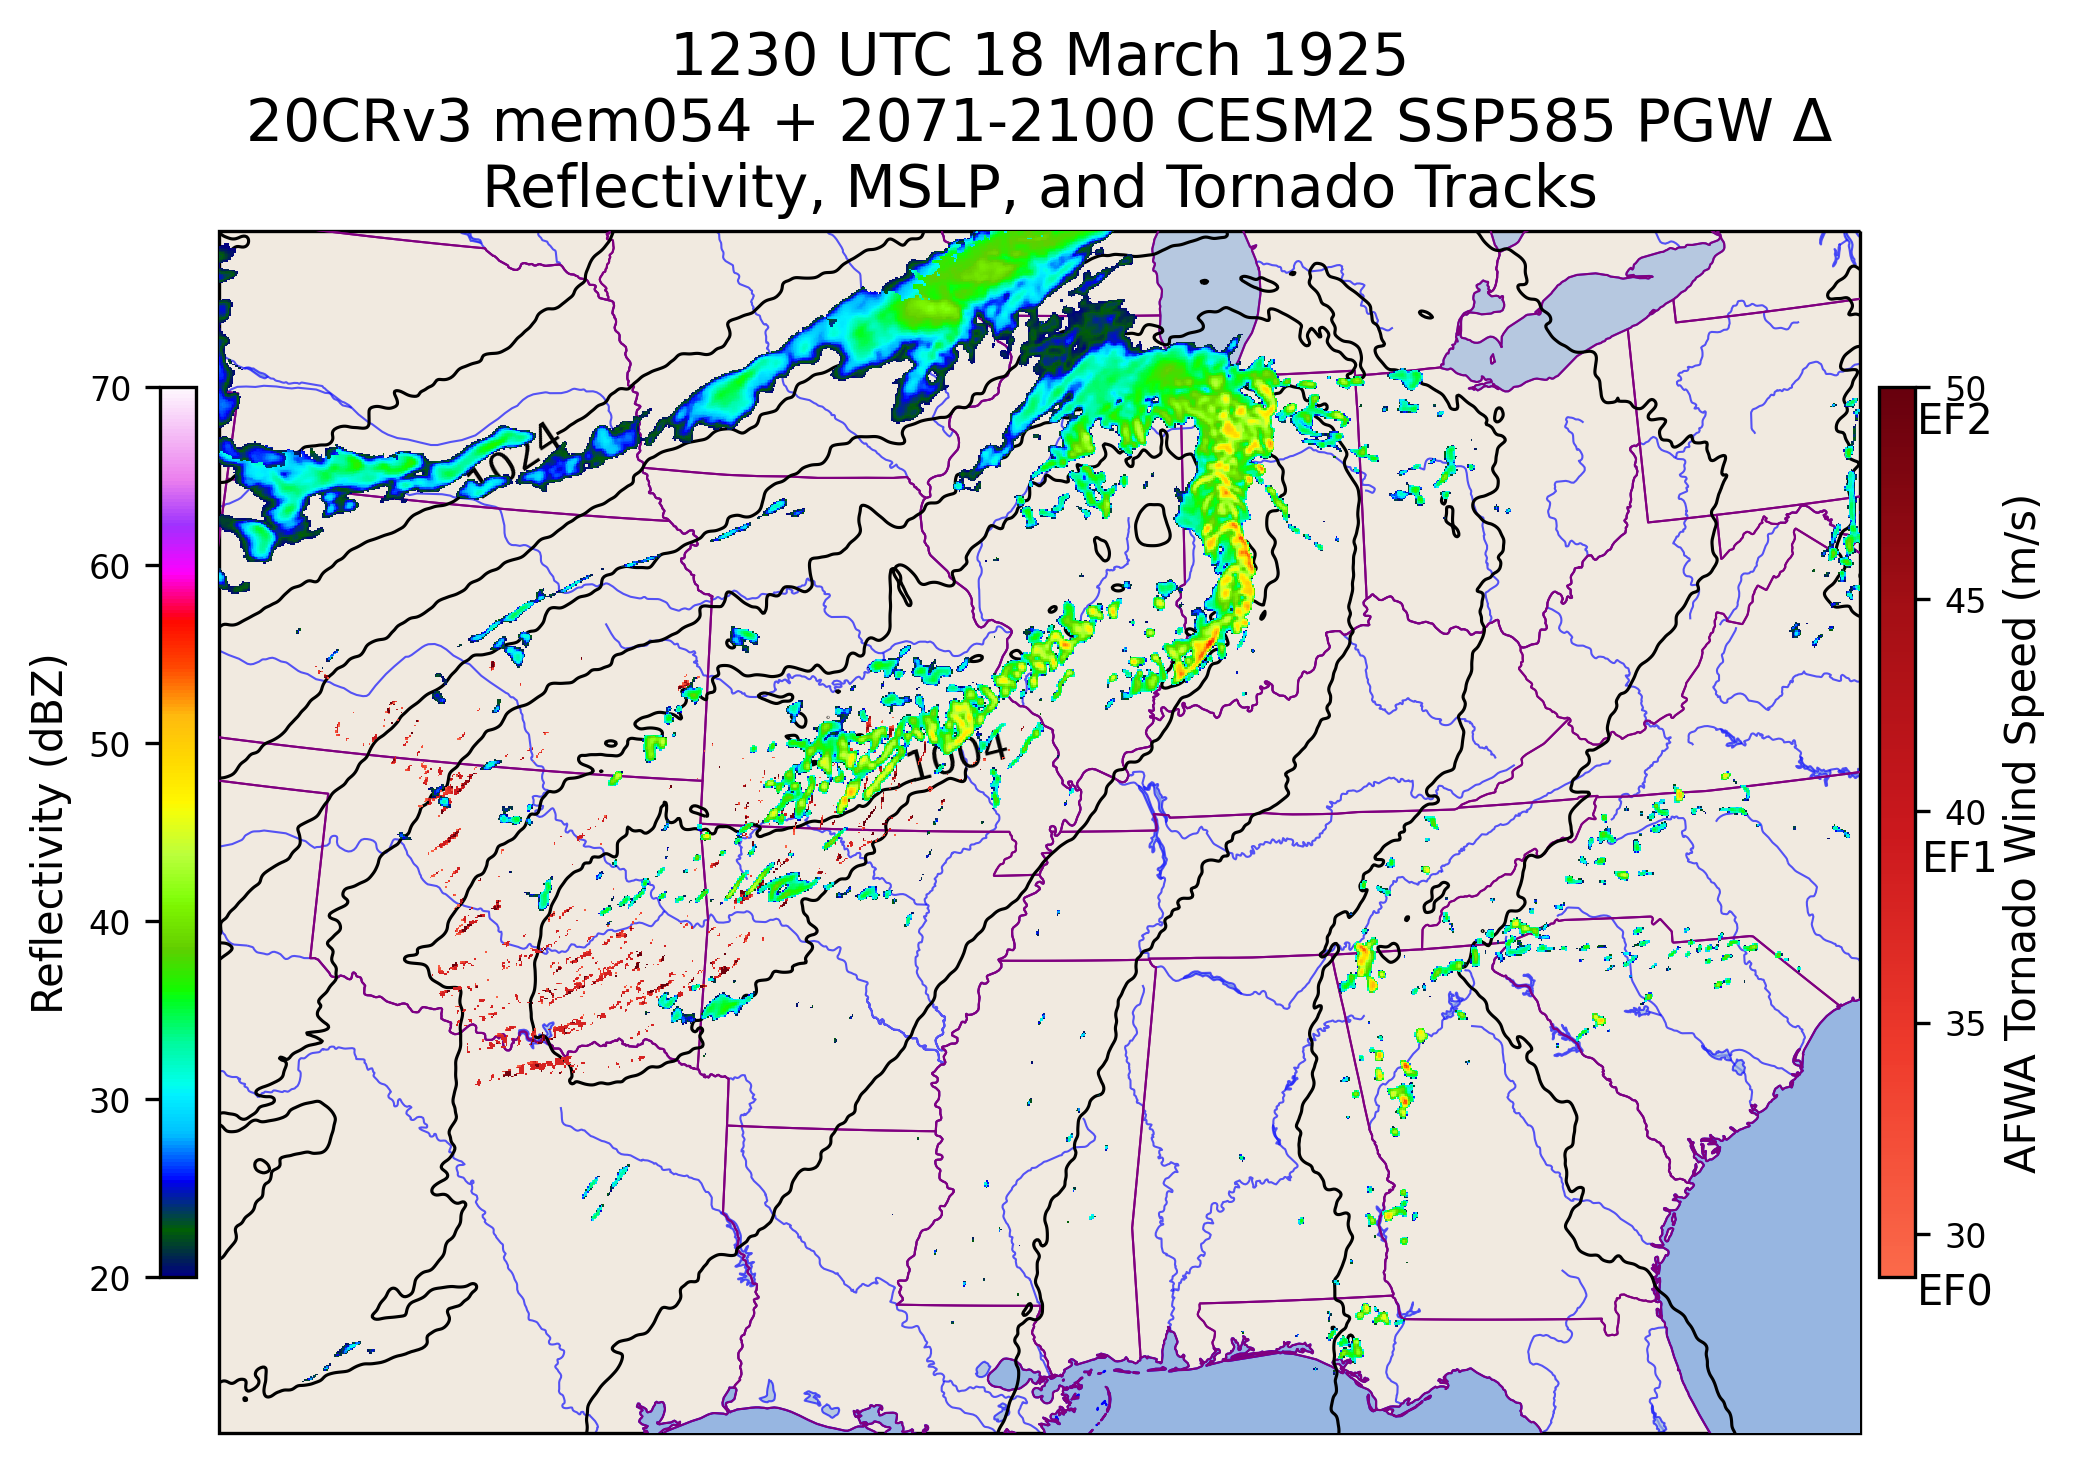 1230 UTC 18 March 1925
20CRv3 mem054 + 2071-2100 CESM2 SSP585 PGW Δ
Reflectivity, MSLP, and Tornado Tracks
70
60
50
40
30
20
Reflectivity (dBZ)
1024
1004
50
EF2
45
40
EF1
35
30
EF0
AFWA Tornado Wind Speed (m/s)